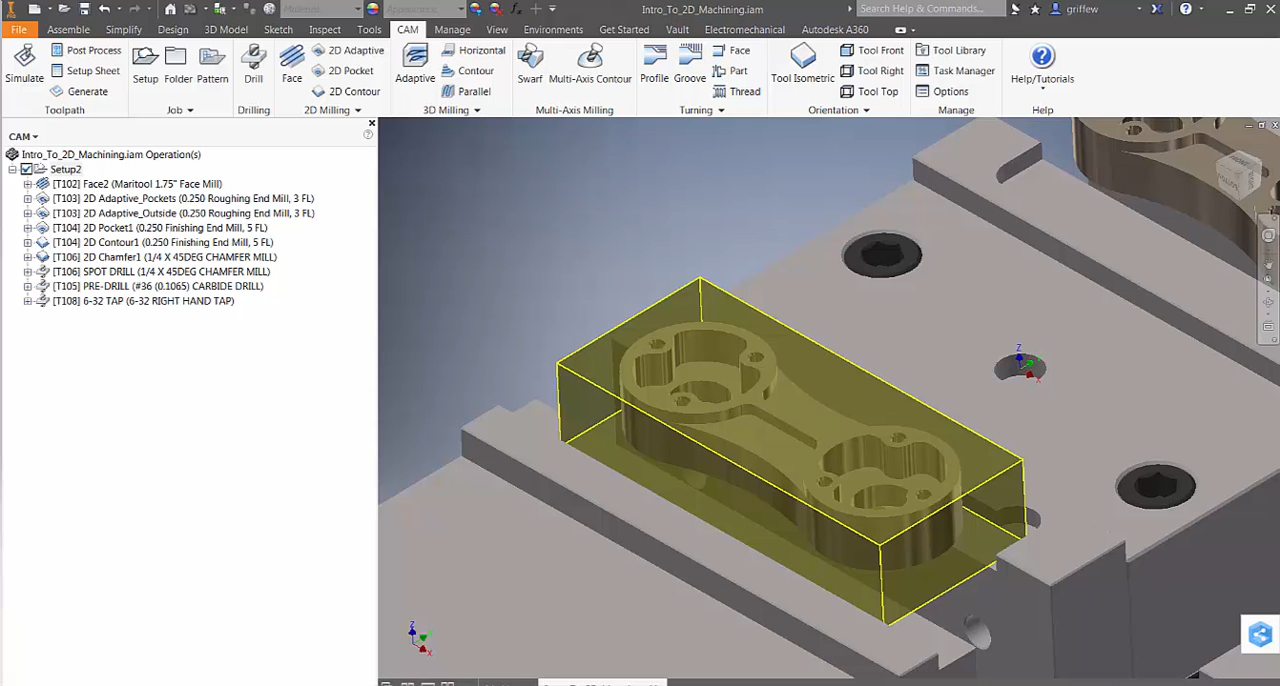 Material Appearance Intro_To_2D_Machining.iam Search Help & Commands... griffew
File Assemble Simplify Design 3D Model Sketch Inspect Tools CAM Manage View Environments Get Started Vault Electromechanical Autodesk A360
Simulate Post Process Setup Folder Pattern Drill Face 2D Adaptive Adaptive Horizontal Swarf Multi-Axis Contour Profile Groove Face Tool Isometric Tool Front Tool Library Help/Tutorials
Setup Sheet 2D Pocket Contour Part Tool Right Task Manager
Generate 2D Contour Parallel Thread Tool Top Options
Toolpath Job Drilling 2D Milling 3D Milling Multi-Axis Milling Turning Orientation Manage Help
CAM
Intro_To_2D_Machining.iam Operation(s)
Setup2
[T102] Face2 (Maritool 1.75" Face Mill)
[T103] 2D Adaptive_Pockets (0.250 Roughing End Mill, 3 FL)
[T103] 2D Adaptive_Outside (0.250 Roughing End Mill, 3 FL)
[T104] 2D Pocket1 (0.250 Finishing End Mill, 5 FL)
[T104] 2D Contour1 (0.250 Finishing End Mill, 5 FL)
[T106] 2D Chamfer1 (1/4 X 45DEG CHAMFER MILL)
[T106] SPOT DRILL (1/4 X 45DEG CHAMFER MILL)
[T105] PRE-DRILL (#36 (0.1065) CARBIDE DRILL)
[T108] 6-32 TAP (6-32 RIGHT HAND TAP)
Z
X
Z
X